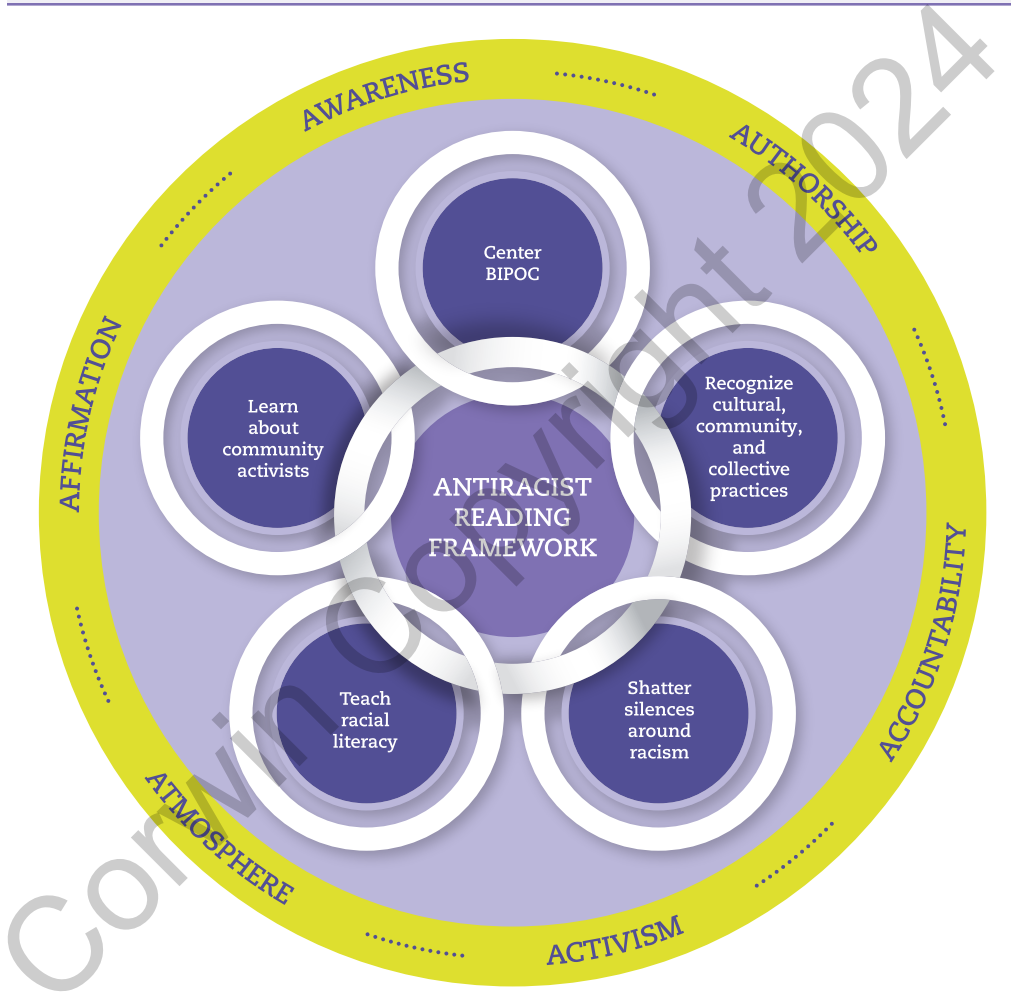 AWARENESS
AUTHORSHIP
ACCOUNTABILITY
ACTIVISM
ATMOSPHERE
AFFIRMATION
Center
BIPOC
Recognize
cultural,
community,
and
collective
practices
Shatter
silences
around
racism
Teach
racial
literacy
Learn
about
community
activists
ANTIRACIST
READING
FRAMEWORK
Corwin Copyright 2024